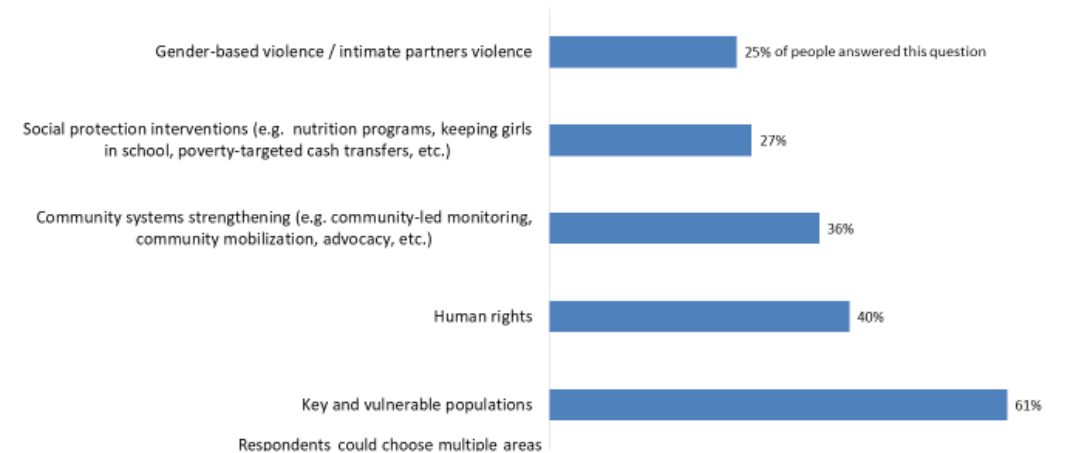 Gender-based violence / intimate partners violence
25% of people answered this question
Social protection interventions (e.g.  nutrition programs, keeping girls
in school, poverty-targeted cash transfers, etc.)
27%
Community systems strengthening (e.g. community-led monitoring,
community mobilization, advocacy, etc.)
36%
Human rights
40%
Key and vulnerable populations
61%
Respondents could choose multiple areas